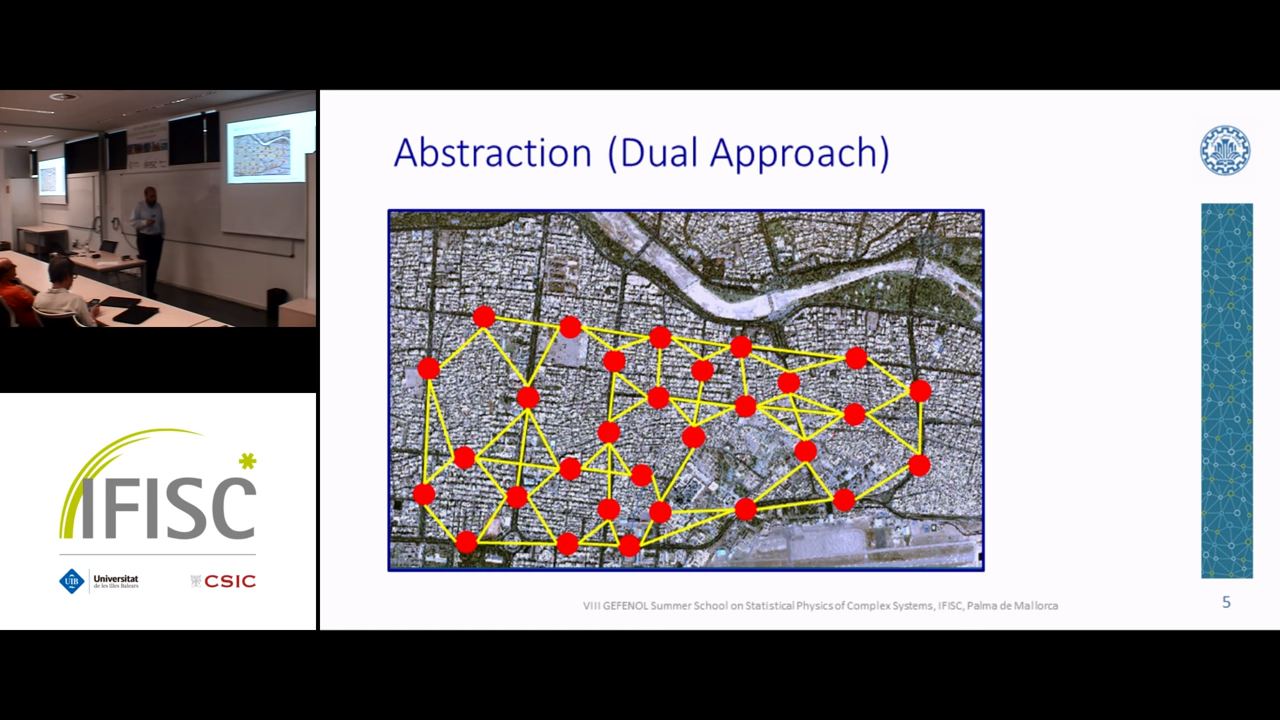 Abstraction (Dual Approach)
IFISC
UIB
Universitat
de les Illes Balears
CSIC
VIII GEFENOL Summer School on Statistical Physics of Complex Systems, IFISC, Palma de Mallorca
5